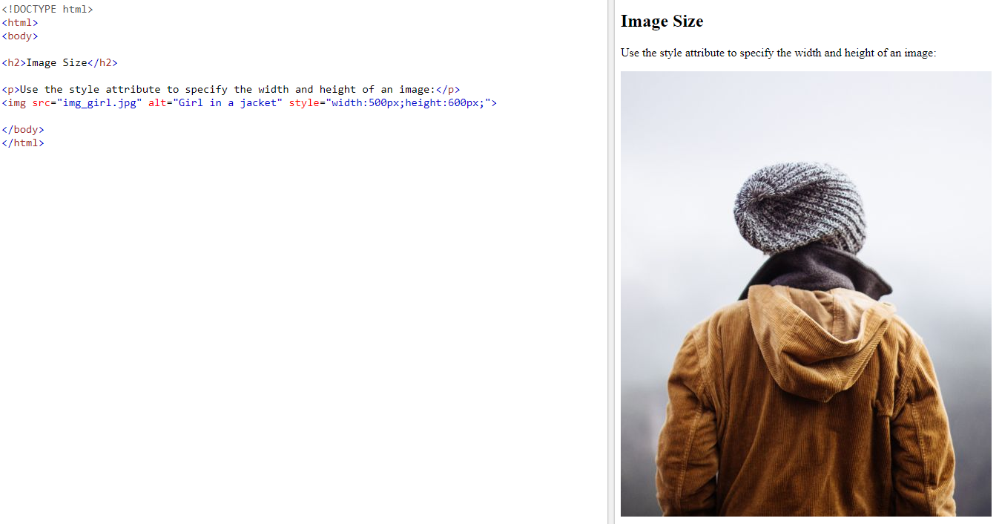 <!DOCTYPE html>
<html>
<body>
<h2>Image Size</h2>
<p>Use the style attribute to specify the width and height of an image:</p>
<img src="img_girl.jpg" alt="Girl in a jacket" style="width:500px;height:600px;">
</body>
</html>
Image Size
Use the style attribute to specify the width and height of an image: